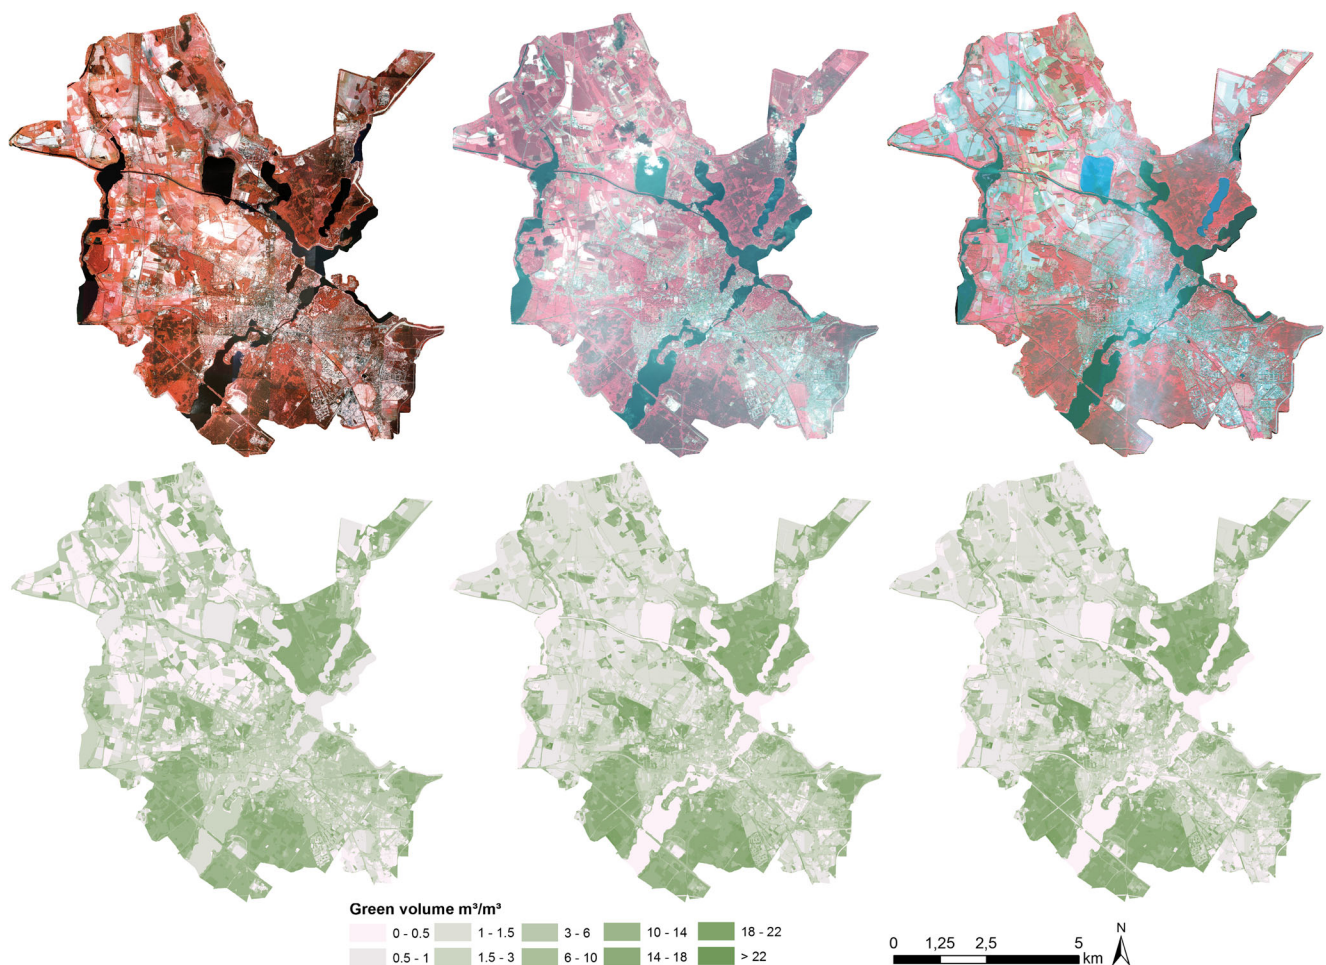 Green volume m³/m³
0 - 0.5 1 - 1.5 3 - 6 10 - 14 18 - 22
0.5 - 1 1.5 - 3 6 - 10 14 - 18 > 22
0 1,25 2,5 5
km
N